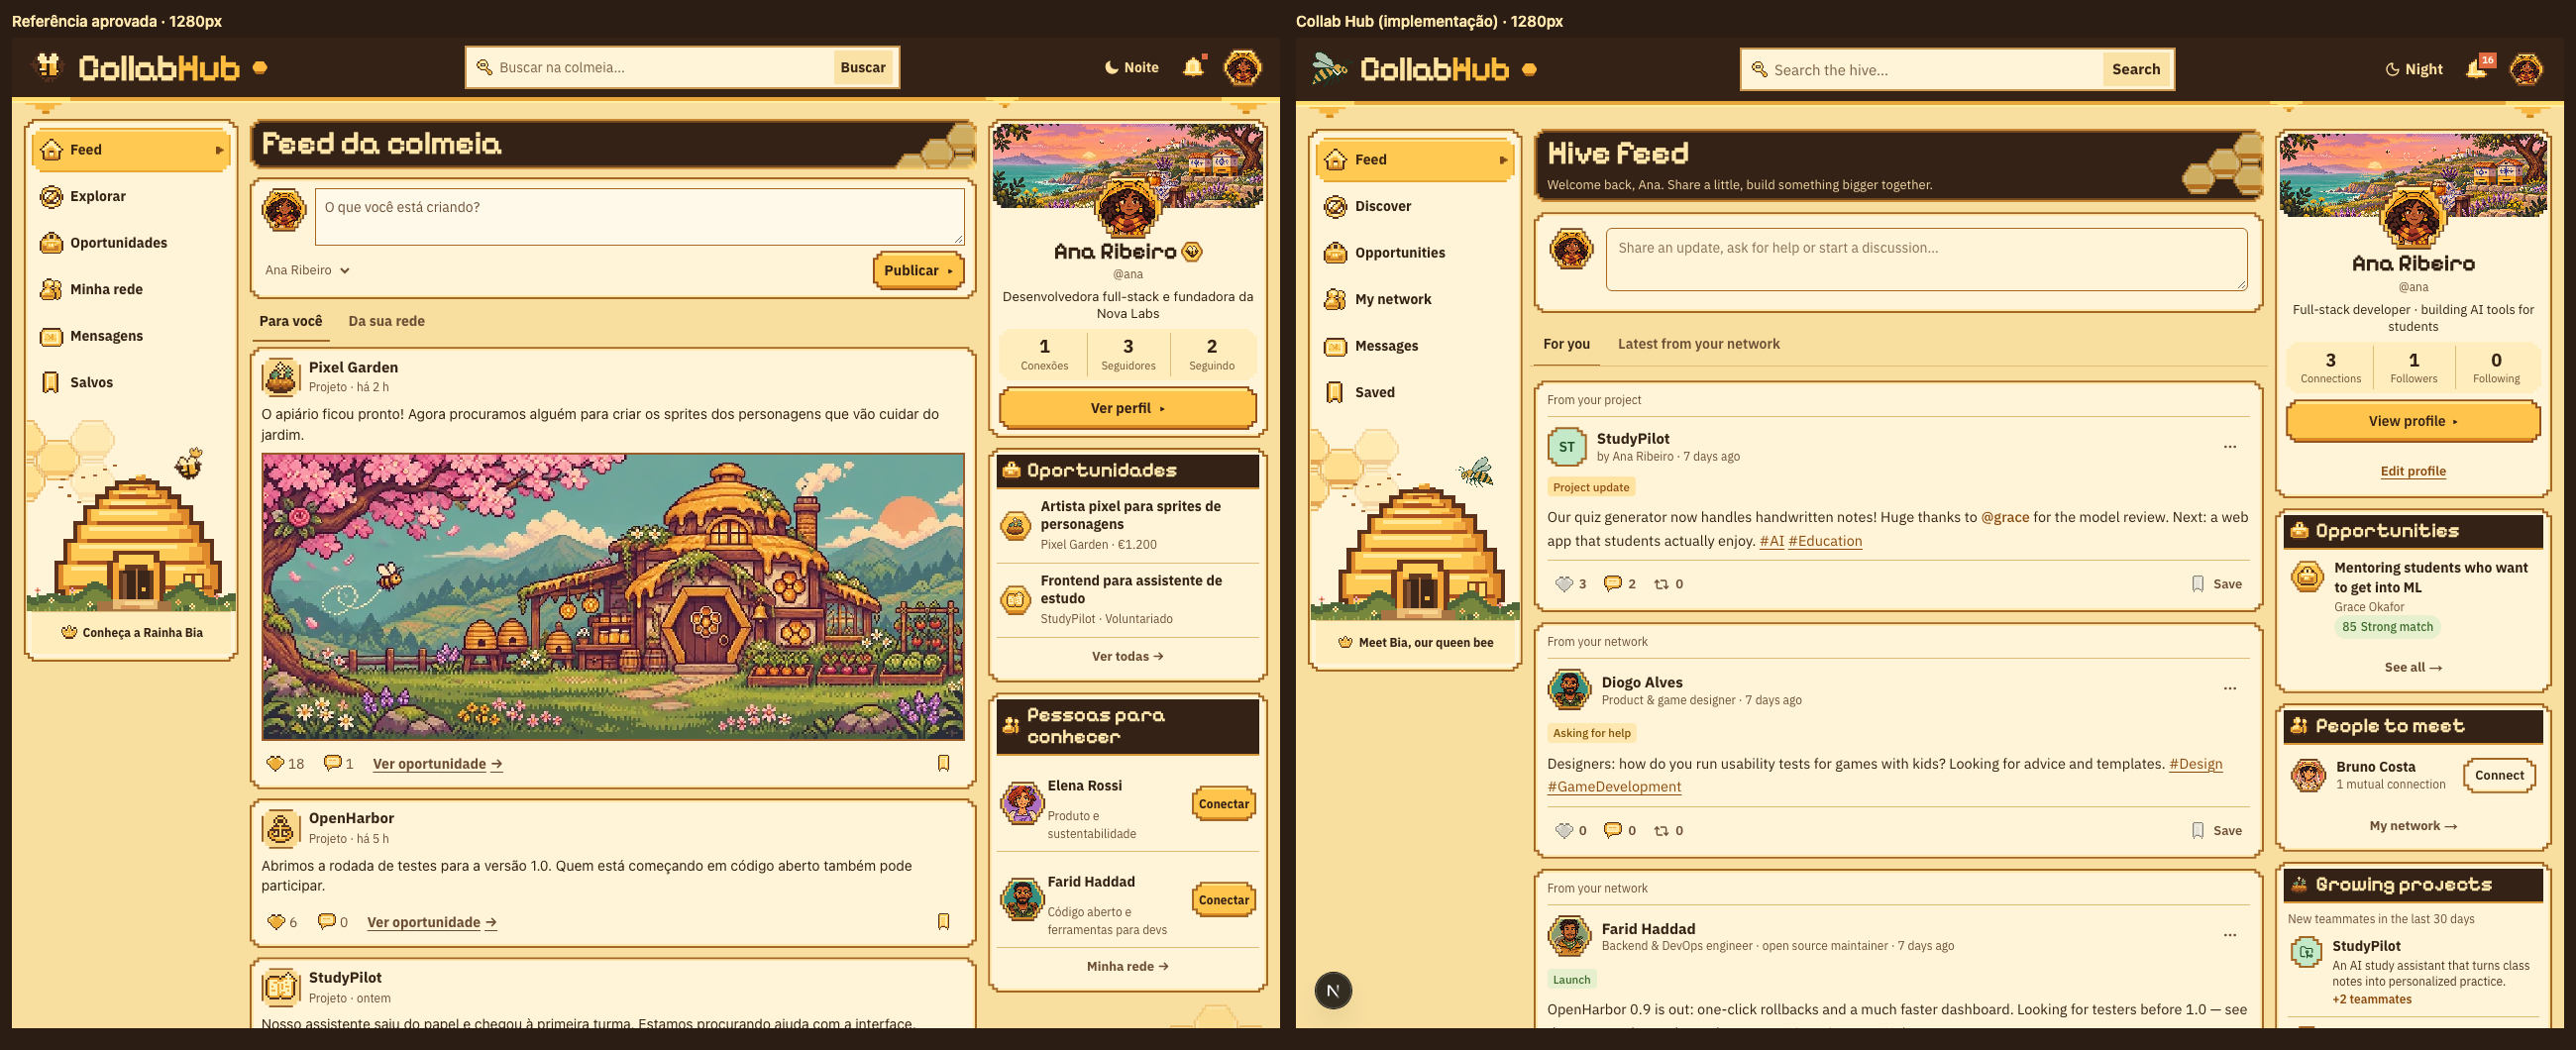 Referência aprovada · 1280px
CollabHub
Buscar na colmeia...
Buscar
Noite
Feed
Explorar
Oportunidades
Minha rede
Mensagens
Salvos
Conheça a Rainha Bia
Feed da colmeia
O que você está criando?
Ana Ribeiro
Publicar
Para você
Da sua rede
Pixel Garden
Projeto · há 2 h
O apiário ficou pronto! Agora procuramos alguém para criar os sprites dos personagens que vão cuidar do
jardim.
18
1
Ver oportunidade →
OpenHarbor
Projeto · há 5 h
Abrimos a rodada de testes para a versão 1.0. Quem está começando em código aberto também pode
participar.
6
0
Ver oportunidade →
StudyPilot
Projeto · ontem
Nosso assistente saiu do papel e chegou à primeira turma. Estamos procurando ajuda com a interface.
Ana Ribeiro
@ana
Desenvolvedora full-stack e fundadora da
Nova Labs
1
Conexões
3
Seguidores
2
Seguindo
Ver perfil
Oportunidades
Artista pixel para sprites de
personagens
Pixel Garden · €1.200
Frontend para assistente de
estudo
StudyPilot · Voluntariado
Ver todas →
Pessoas para
conhecer
Elena Rossi
Produto e
sustentabilidade
Conectar
Farid Haddad
Código aberto e
ferramentas para devs
Conectar
Minha rede →
Collab Hub (implementação) · 1280px
CollabHub
Search the hive...
Search
Night
16
Feed
Discover
Opportunities
My network
Messages
Saved
Meet Bia, our queen bee
N
Hive feed
Welcome back, Ana. Share a little, build something bigger together.
Share an update, ask for help or start a discussion...
For you
Latest from your network
From your project
ST
StudyPilot
by Ana Ribeiro · 7 days ago
...
Project update
Our quiz generator now handles handwritten notes! Huge thanks to @grace for the model review. Next: a web
app that students actually enjoy. #AI #Education
3
2
0
Save
From your network
Diogo Alves
Product & game designer · 7 days ago
...
Asking for help
Designers: how do you run usability tests for games with kids? Looking for advice and templates. #Design
#GameDevelopment
0
0
0
Save
From your network
Farid Haddad
Backend & DevOps engineer · open source maintainer · 7 days ago
...
Launch
OpenHarbor 0.9 is out: one-click rollbacks and a much faster dashboard. Looking for testers before 1.0 — see
Ana Ribeiro
@ana
Full-stack developer · building AI tools for
students
3
Connections
1
Followers
0
Following
View profile
Edit profile
Opportunities
Mentoring students who want
to get into ML
Grace Okafor
85 Strong match
See all →
People to meet
Bruno Costa
1 mutual connection
Connect
My network →
Growing projects
New teammates in the last 30 days
StudyPilot
An AI study assistant that turns class
notes into personalized practice.
+2 teammates